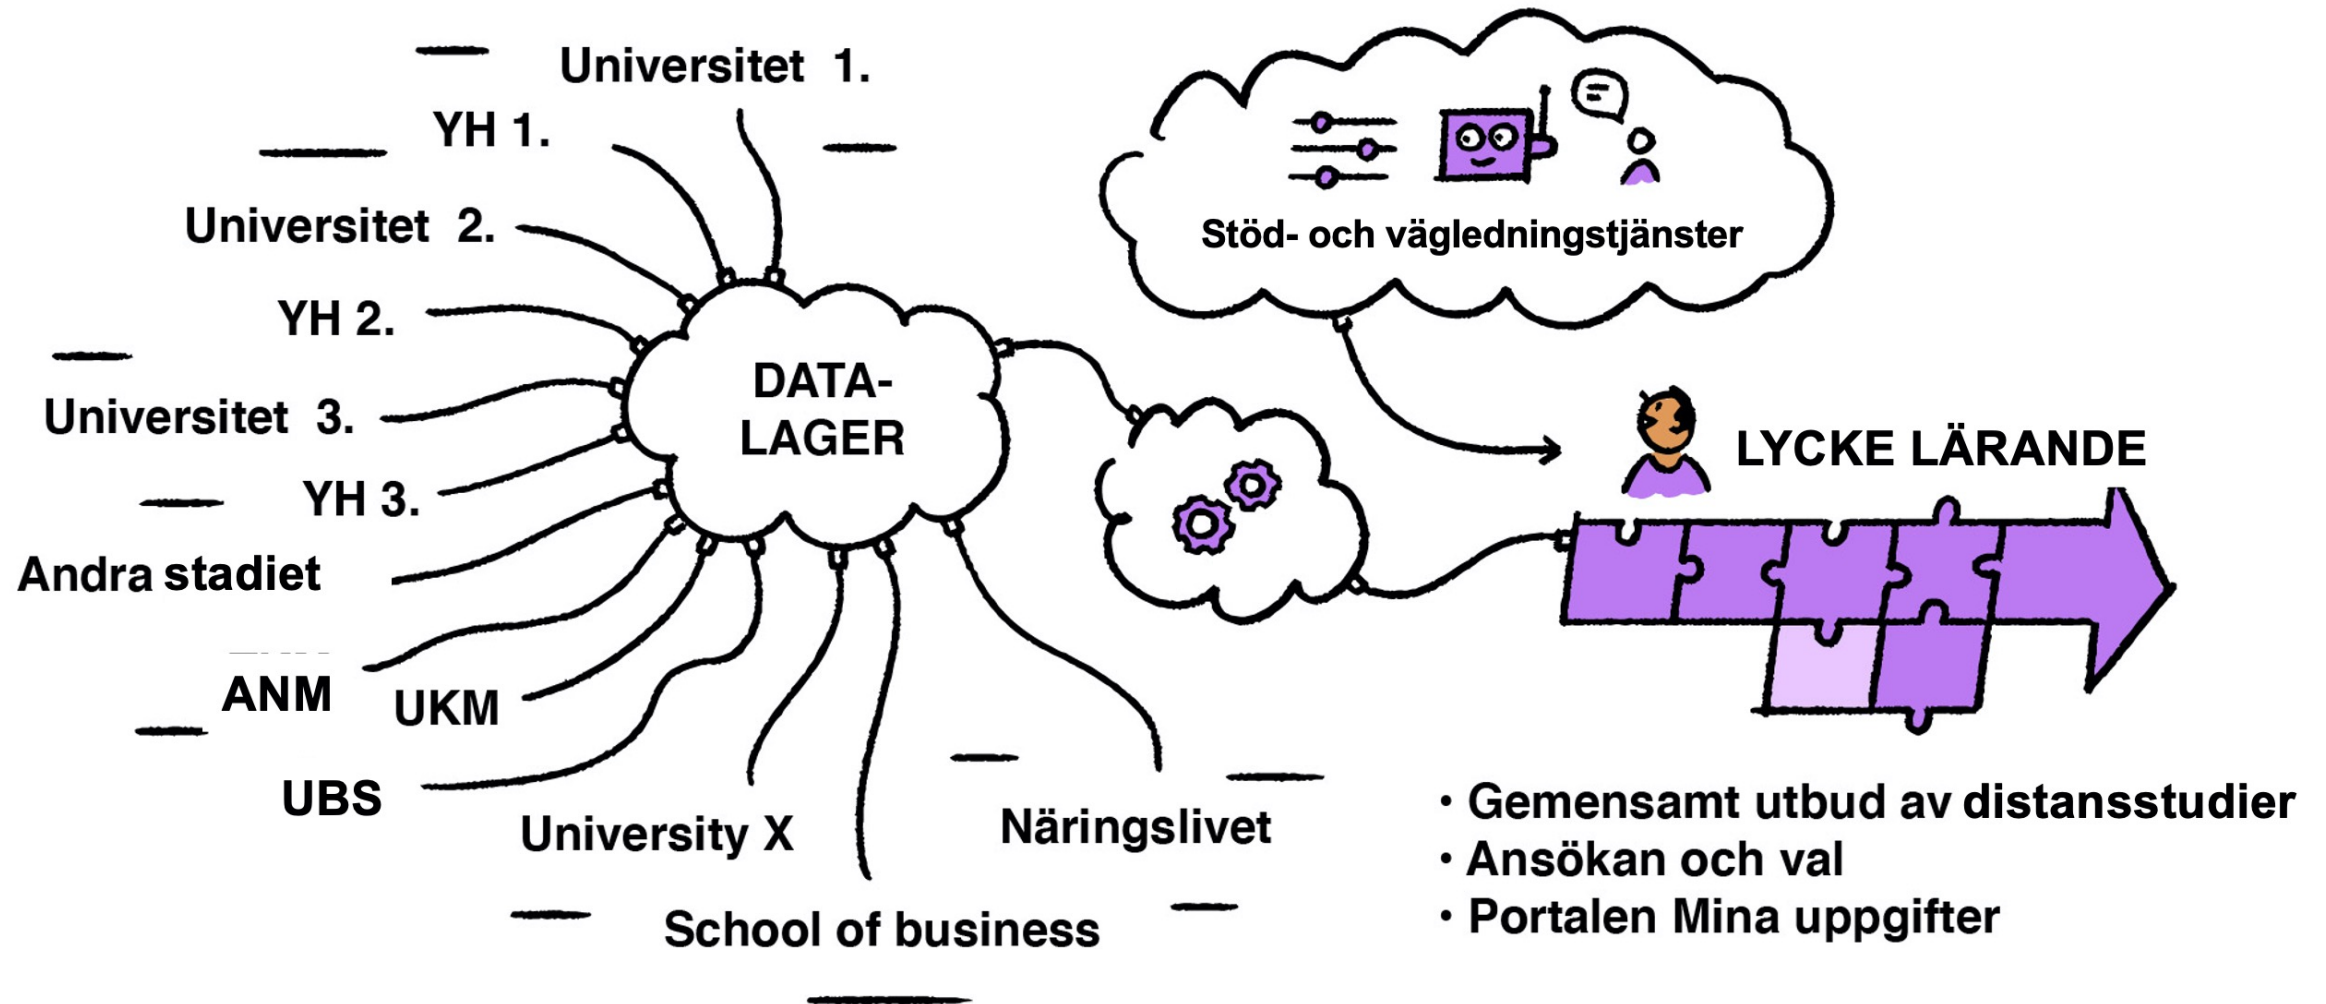 Universitet 1.
YH 1.
Universitet 2.
YH 2.
Universitet 3.
YH 3.
Andra stadiet
ANM
UKM
UBS
University X
School of business
Näringslivet
DATA-
LAGER
Stöd- och vägledningstjänster
LYCKE LÄRANDE
• Gemensamt utbud av distansstudier
• Ansökan och val
• Portalen Mina uppgifter